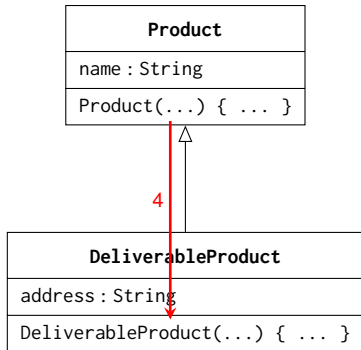 Product
name : String
Product(...) { ... }
4
DeliverableProduct
address : String
DeliverableProduct(...) { ... }